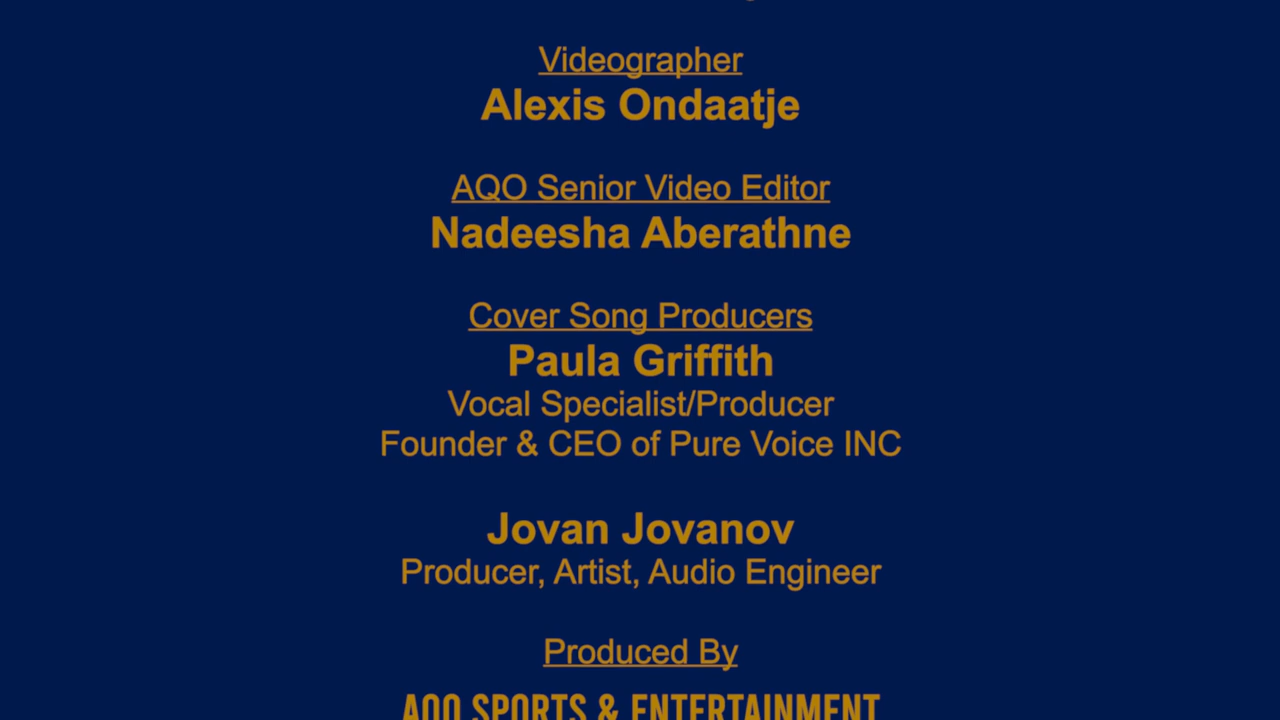 Videographer
Alexis Ondaatje
AQO Senior Video Editor
Nadeesha Aberathne
Cover Song Producers
Paula Griffith
Vocal Specialist/Producer
Founder & CEO of Pure Voice INC
Jovan Jovanov
Producer, Artist, Audio Engineer
Produced By
AQO SPORTS & ENTERTAINMENT